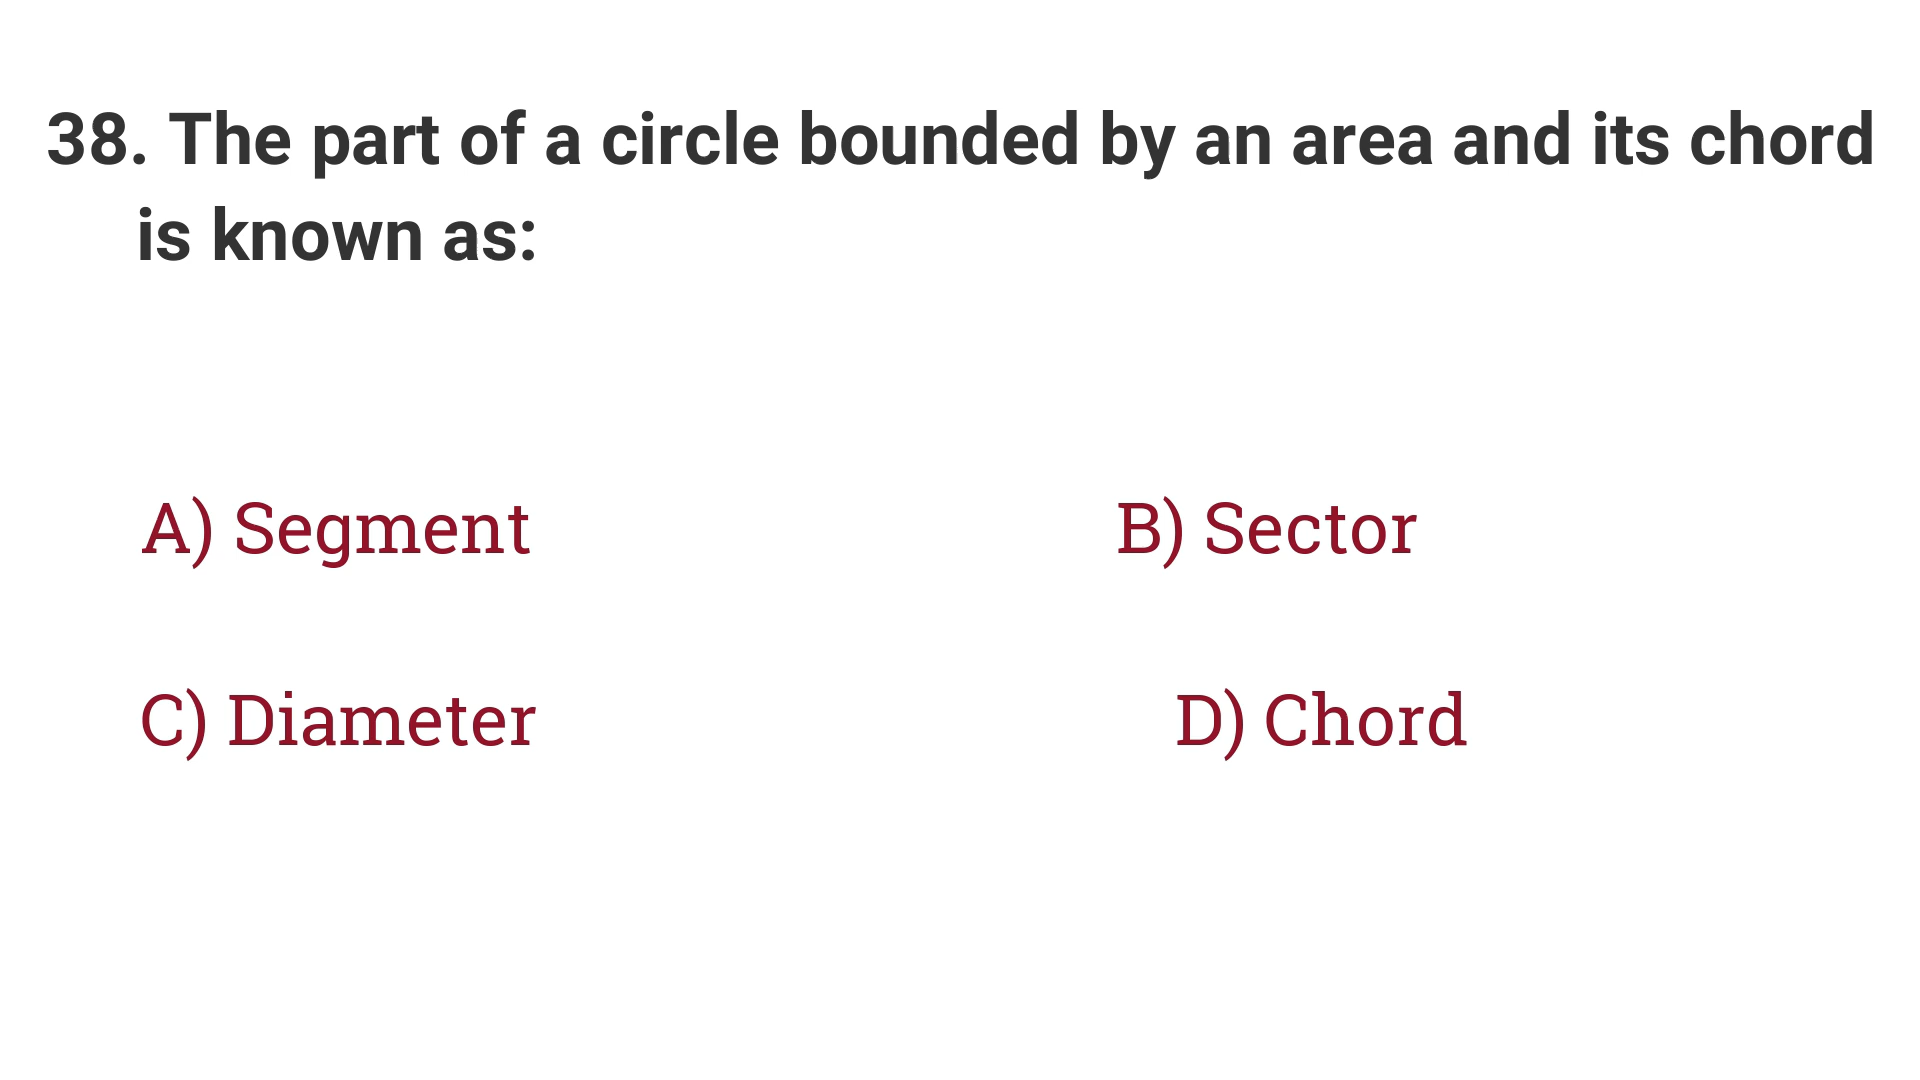 38. The part of a circle bounded by an area and its chord
is known as:
A) Segment B) Sector
C) Diameter D) Chord